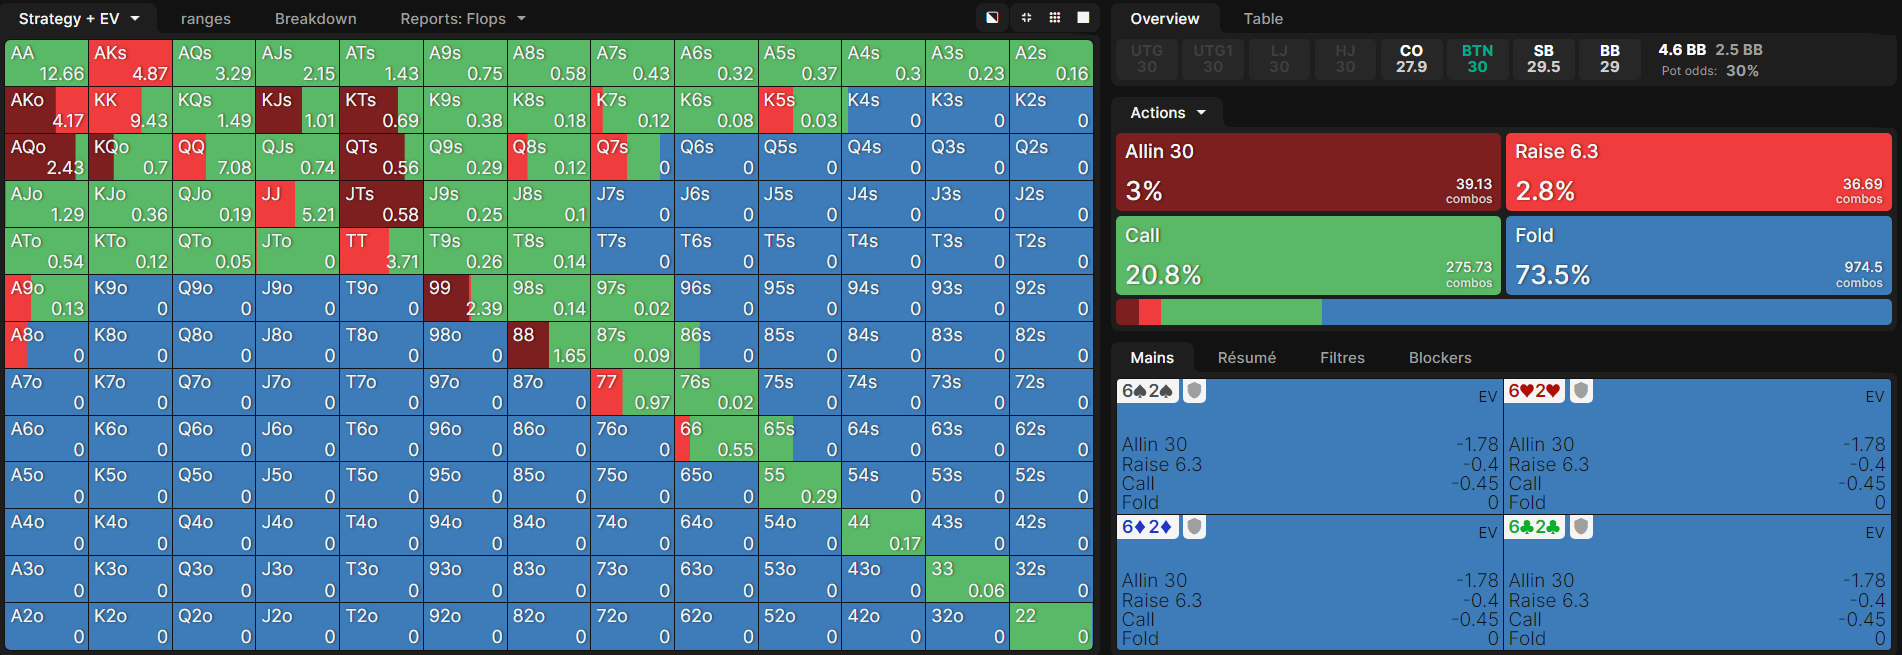 Strategy + EV ranges Breakdown Reports: Flops
AA AKs AQs AJs ATs A9s A8s A7s A6s A5s A4s A3s A2s
12.66 4.87 3.29 2.15 1.43 0.75 0.58 0.43 0.32 0.37 0.3 0.23 0.16
AKo KK KQs KJs KTs K9s K8s K7s K6s K5s K4s K3s K2s
4.17 9.43 1.49 1.01 0.69 0.38 0.18 0.12 0.08 0.03 0 0 0
AQo KQo QQ QJs QTs Q9s Q8s Q7s Q6s Q5s Q4s Q3s Q2s
2.43 0.7 7.08 0.74 0.56 0.29 0.12 0 0 0 0 0 0
AJo KJo QJo JJ JTs J9s J8s J7s J6s J5s J4s J3s J2s
1.29 0.36 0.19 5.21 0.58 0.25 0.1 0 0 0 0 0 0
ATo KTo QTo JTo TT T9s T8s T7s T6s T5s T4s T3s T2s
0.54 0.12 0.05 0 3.71 0.26 0.14 0 0 0 0 0 0
A9o K9o Q9o J9o T9o 99 98s 97s 96s 95s 94s 93s 92s
0.13 0 0 0 0 2.39 0.14 0.02 0 0 0 0 0
A8o K8o Q8o J8o T8o 98o 88 87s 86s 85s 84s 83s 82s
0 0 0 0 0 0 1.65 0.09 0 0 0 0 0
A7o K7o Q7o J7o T7o 97o 87o 77 76s 75s 74s 73s 72s
0 0 0 0 0 0 0 0.97 0.02 0 0 0 0
A6o K6o Q6o J6o T6o 96o 86o 76o 66 65s 64s 63s 62s
0 0 0 0 0 0 0 0 0.55 0 0 0 0
A5o K5o Q5o J5o T5o 95o 85o 75o 65o 55 54s 53s 52s
0 0 0 0 0 0 0 0 0 0.29 0 0 0
A4o K4o Q4o J4o T4o 94o 84o 74o 64o 54o 44 43s 42s
0 0 0 0 0 0 0 0 0 0 0.17 0 0
A3o K3o Q3o J3o T3o 93o 83o 73o 63o 53o 43o 33 32s
0 0 0 0 0 0 0 0 0 0 0 0.06 0
A2o K2o Q2o J2o T2o 92o 82o 72o 62o 52o 42o 32o 22
0 0 0 0 0 0 0 0 0 0 0 0 0
Overview Table
UTG UTG1 LJ HJ CO BTN SB BB 4.6 BB 2.5 BB
30 30 30 30 27.9 30 29.5 29 Pot odds: 30%
Actions
Allin 30 Raise 6.3
3% 39.13 combos 2.8% 36.69 combos
Call Fold
20.8% 275.73 combos 73.5% 974.5 combos
Mains Résumé Filtres Blockers
6♠2♠ EV 6♥2♥ EV
Allin 30 -1.78 Allin 30 -1.78
Raise 6.3 -0.4 Raise 6.3 -0.4
Call -0.45 Call -0.45
Fold 0 Fold 0
6♦2♦ EV 6♣2♣ EV
Allin 30 -1.78 Allin 30 -1.78
Raise 6.3 -0.4 Raise 6.3 -0.4
Call -0.45 Call -0.45
Fold 0 Fold 0